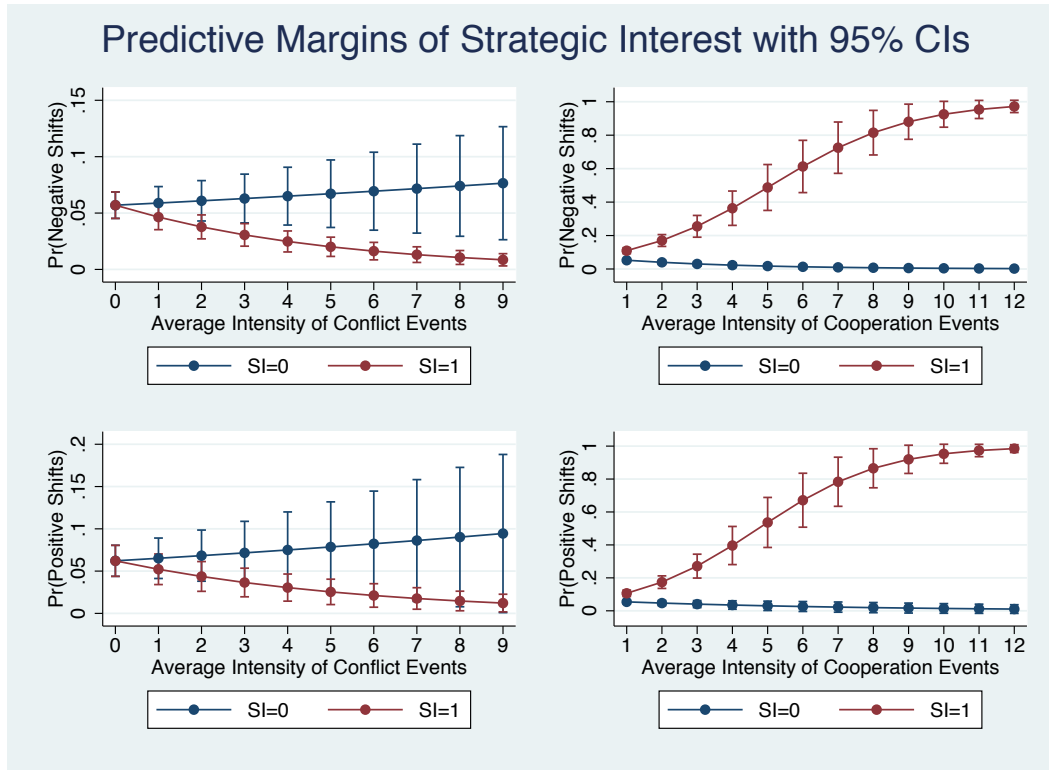 Predictive Margins of Strategic Interest with 95% CIs
Pr(Negative Shifts)
0 .05 .1 .15
0 1 2 3 4 5 6 7 8 9
Average Intensity of Conflict Events
SI=0 SI=1
Pr(Negative Shifts)
0 .2 .4 .6 .8 1
1 2 3 4 5 6 7 8 9 10 11 12
Average Intensity of Cooperation Events
SI=0 SI=1
Pr(Positive Shifts)
0 .05 .1 .15 .2
0 1 2 3 4 5 6 7 8 9
Average Intensity of Conflict Events
SI=0 SI=1
Pr(Positive Shifts)
0 .2 .4 .6 .8 1
1 2 3 4 5 6 7 8 9 10 11 12
Average Intensity of Cooperation Events
SI=0 SI=1